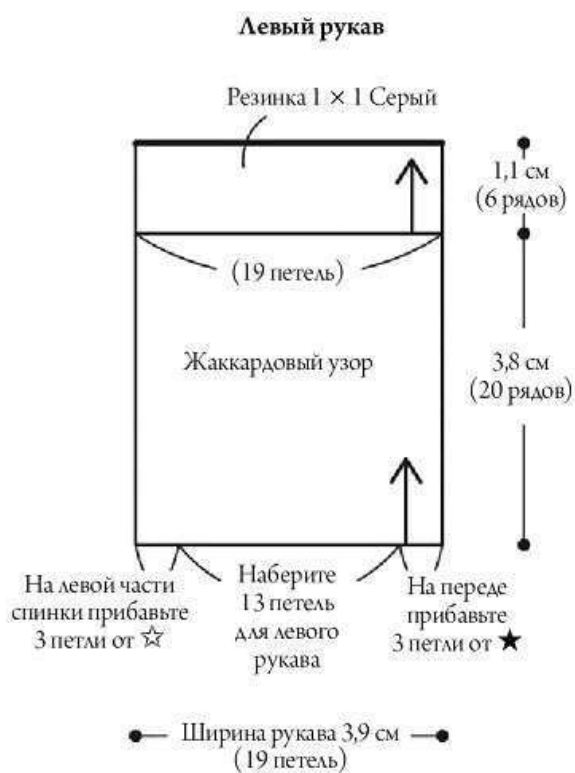 Левый рукав
Резинка 1 × 1 Серый
1,1 см
(6 рядов)
(19 петель)
Жаккардовый узор
3,8 см
(20 рядов)
На левой части
спинки прибавьте
3 петли от ☆
Наберите
13 петель
для левого
рукава
На переде
прибавьте
3 петли от ★
Ширина рукава 3,9 см
(19 петель)